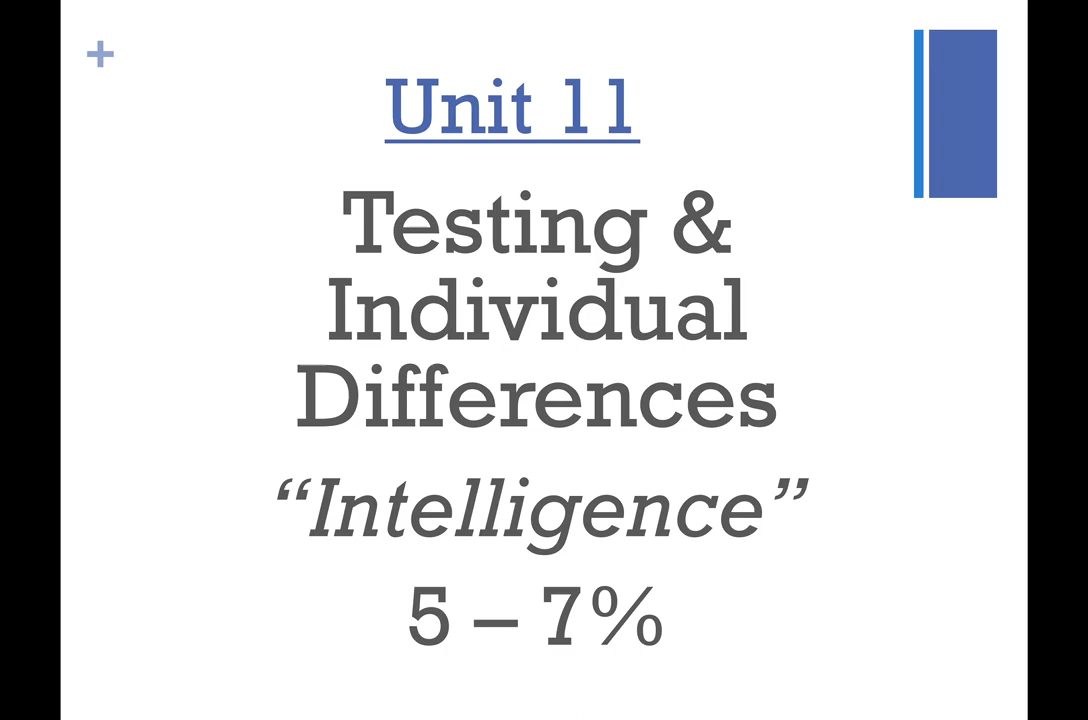 +
Unit 11
Testing &
Individual
Differences
“Intelligence”
5 – 7%